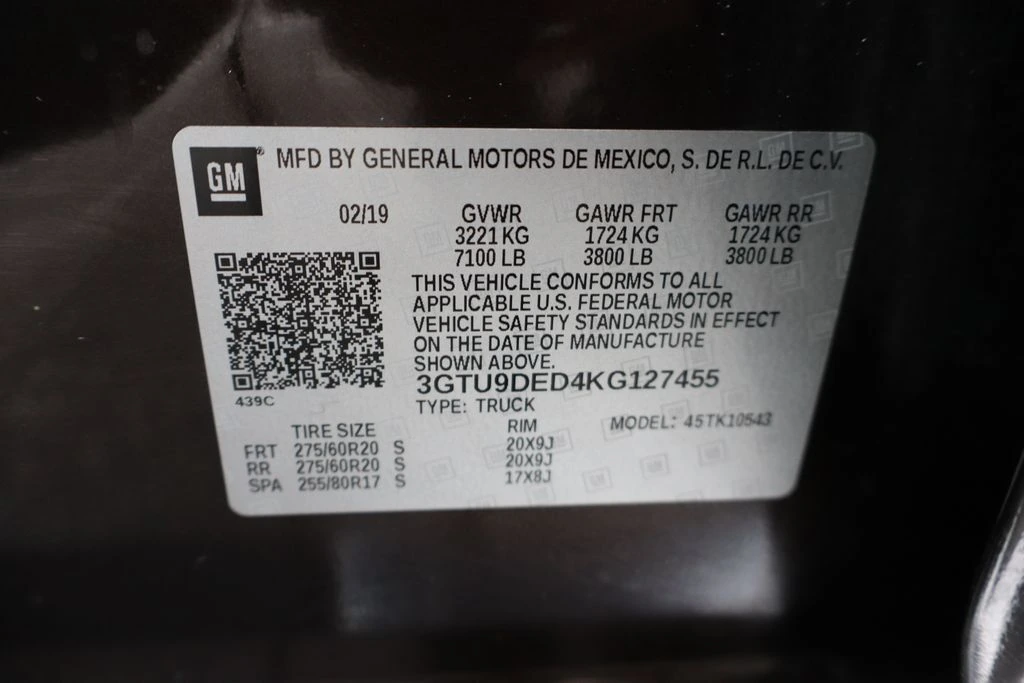 GM® MFD BY GENERAL MOTORS DE MEXICO, S. DE R.L. DE C.V.
02/19 GVWR GAWR FRT GAWR RR
3221 KG 1724 KG 1724 KG
7100 LB 3800 LB 3800 LB
THIS VEHICLE CONFORMS TO ALL
APPLICABLE U.S. FEDERAL MOTOR
VEHICLE SAFETY STANDARDS IN EFFECT
ON THE DATE OF MANUFACTURE
SHOWN ABOVE.
3GTU9DED4KG127455
439C
TYPE: TRUCK
TIRE SIZE RIM MODEL: 45TK10543
FRT 275/60R20 S 20X9J
RR 275/60R20 S 20X9J
SPA 255/80R17 S 17X8J